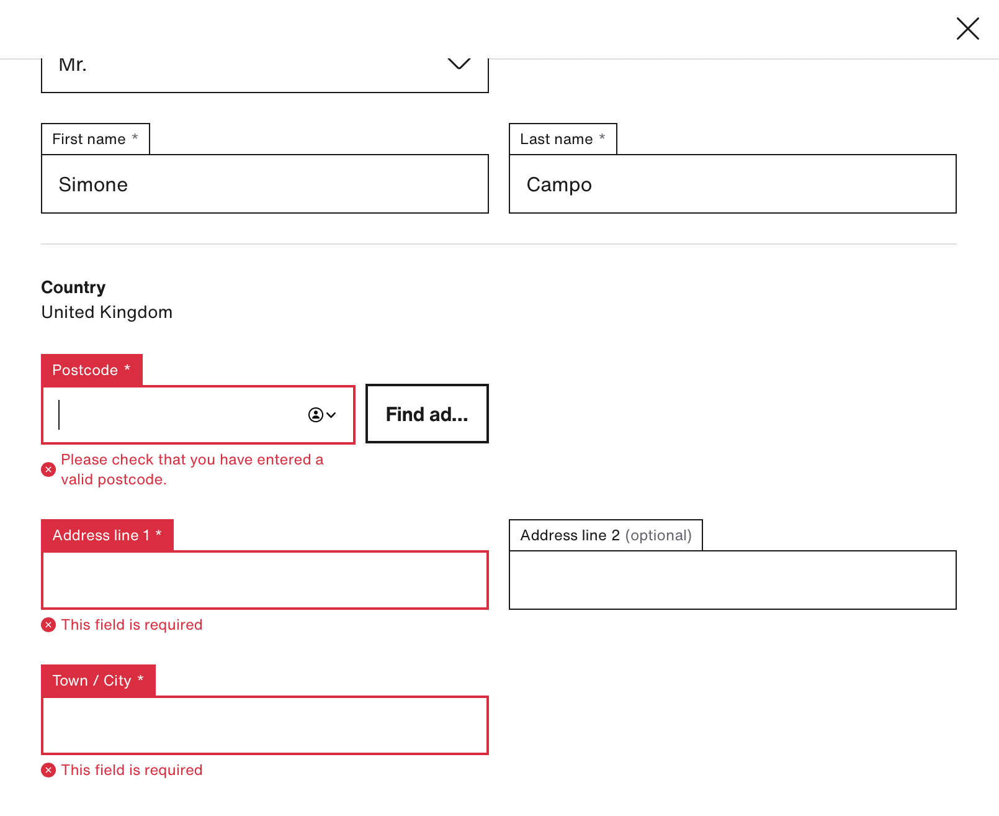 Mr.
First name *
Last name *
Simone
Campo
Country
United Kingdom
Postcode *
Find ad...
Please check that you have entered a
valid postcode.
Address line 1 *
Address line 2 (optional)
This field is required
Town / City *
This field is required